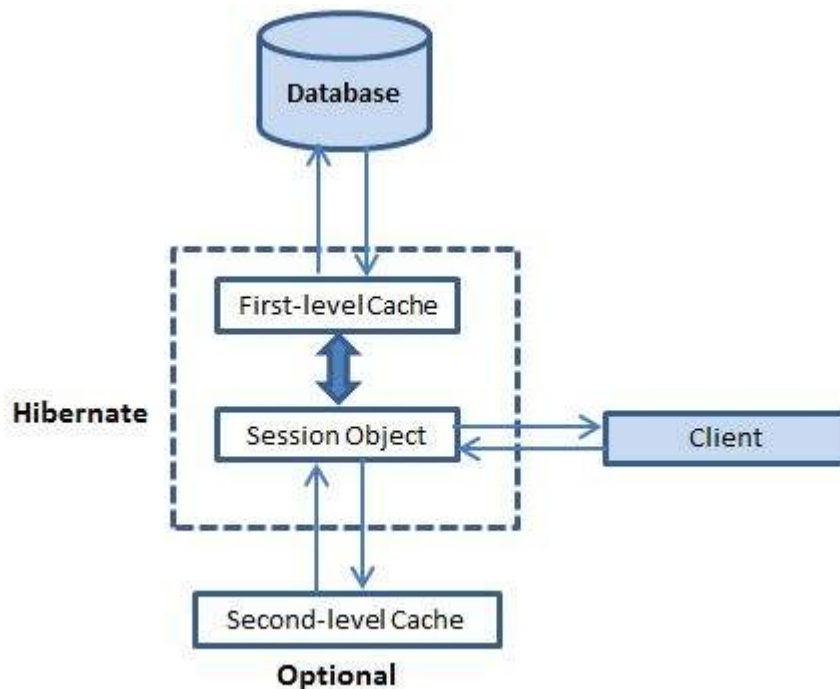 Database
First-level Cache
Hibernate
Session Object
Client
Second-level Cache
Optional